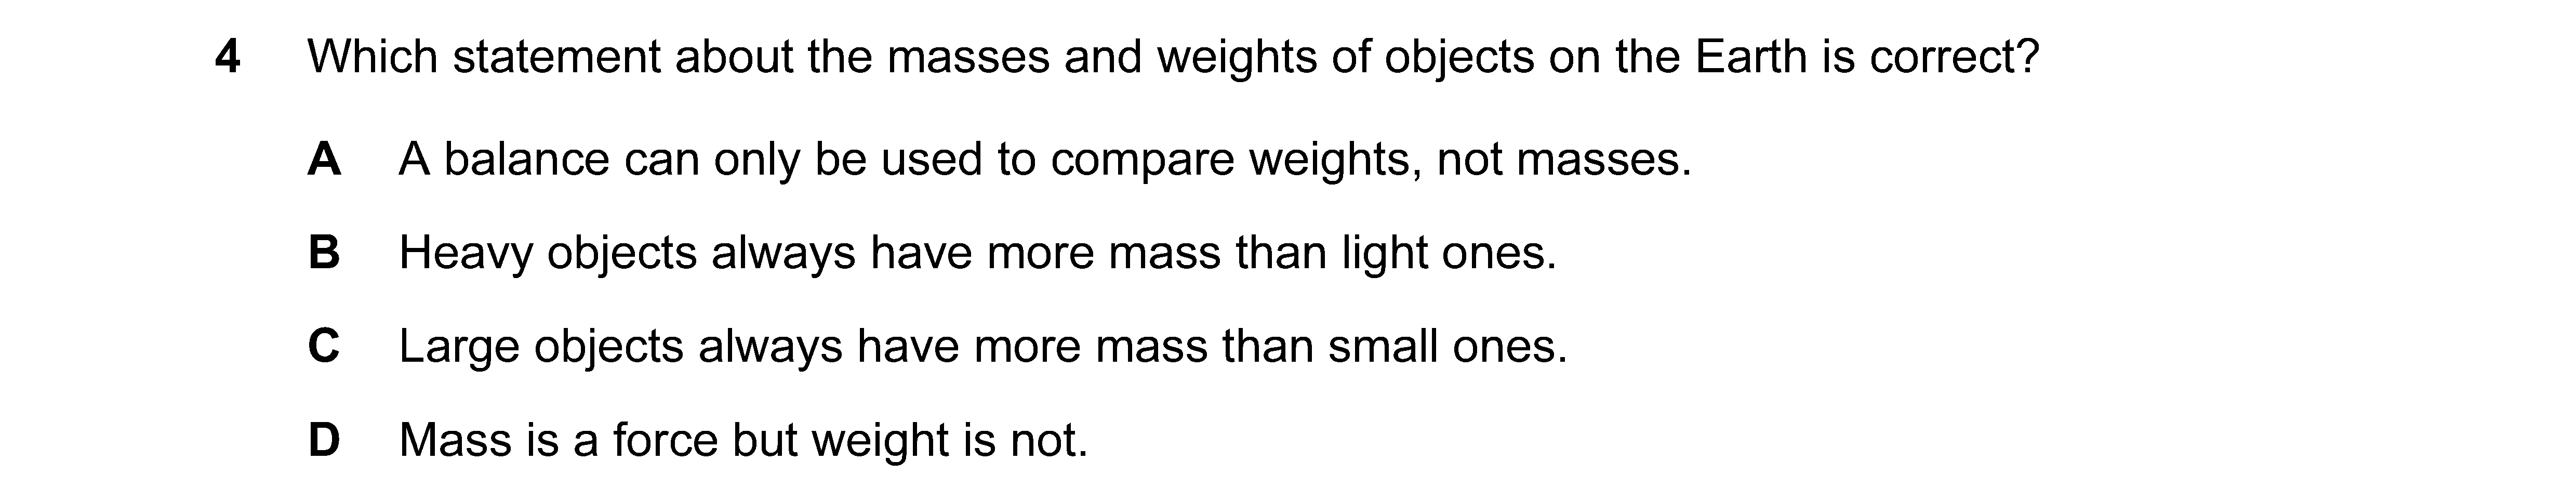 4 Which statement about the masses and weights of objects on the Earth is correct?
A A balance can only be used to compare weights, not masses.
B Heavy objects always have more mass than light ones.
C Large objects always have more mass than small ones.
D Mass is a force but weight is not.